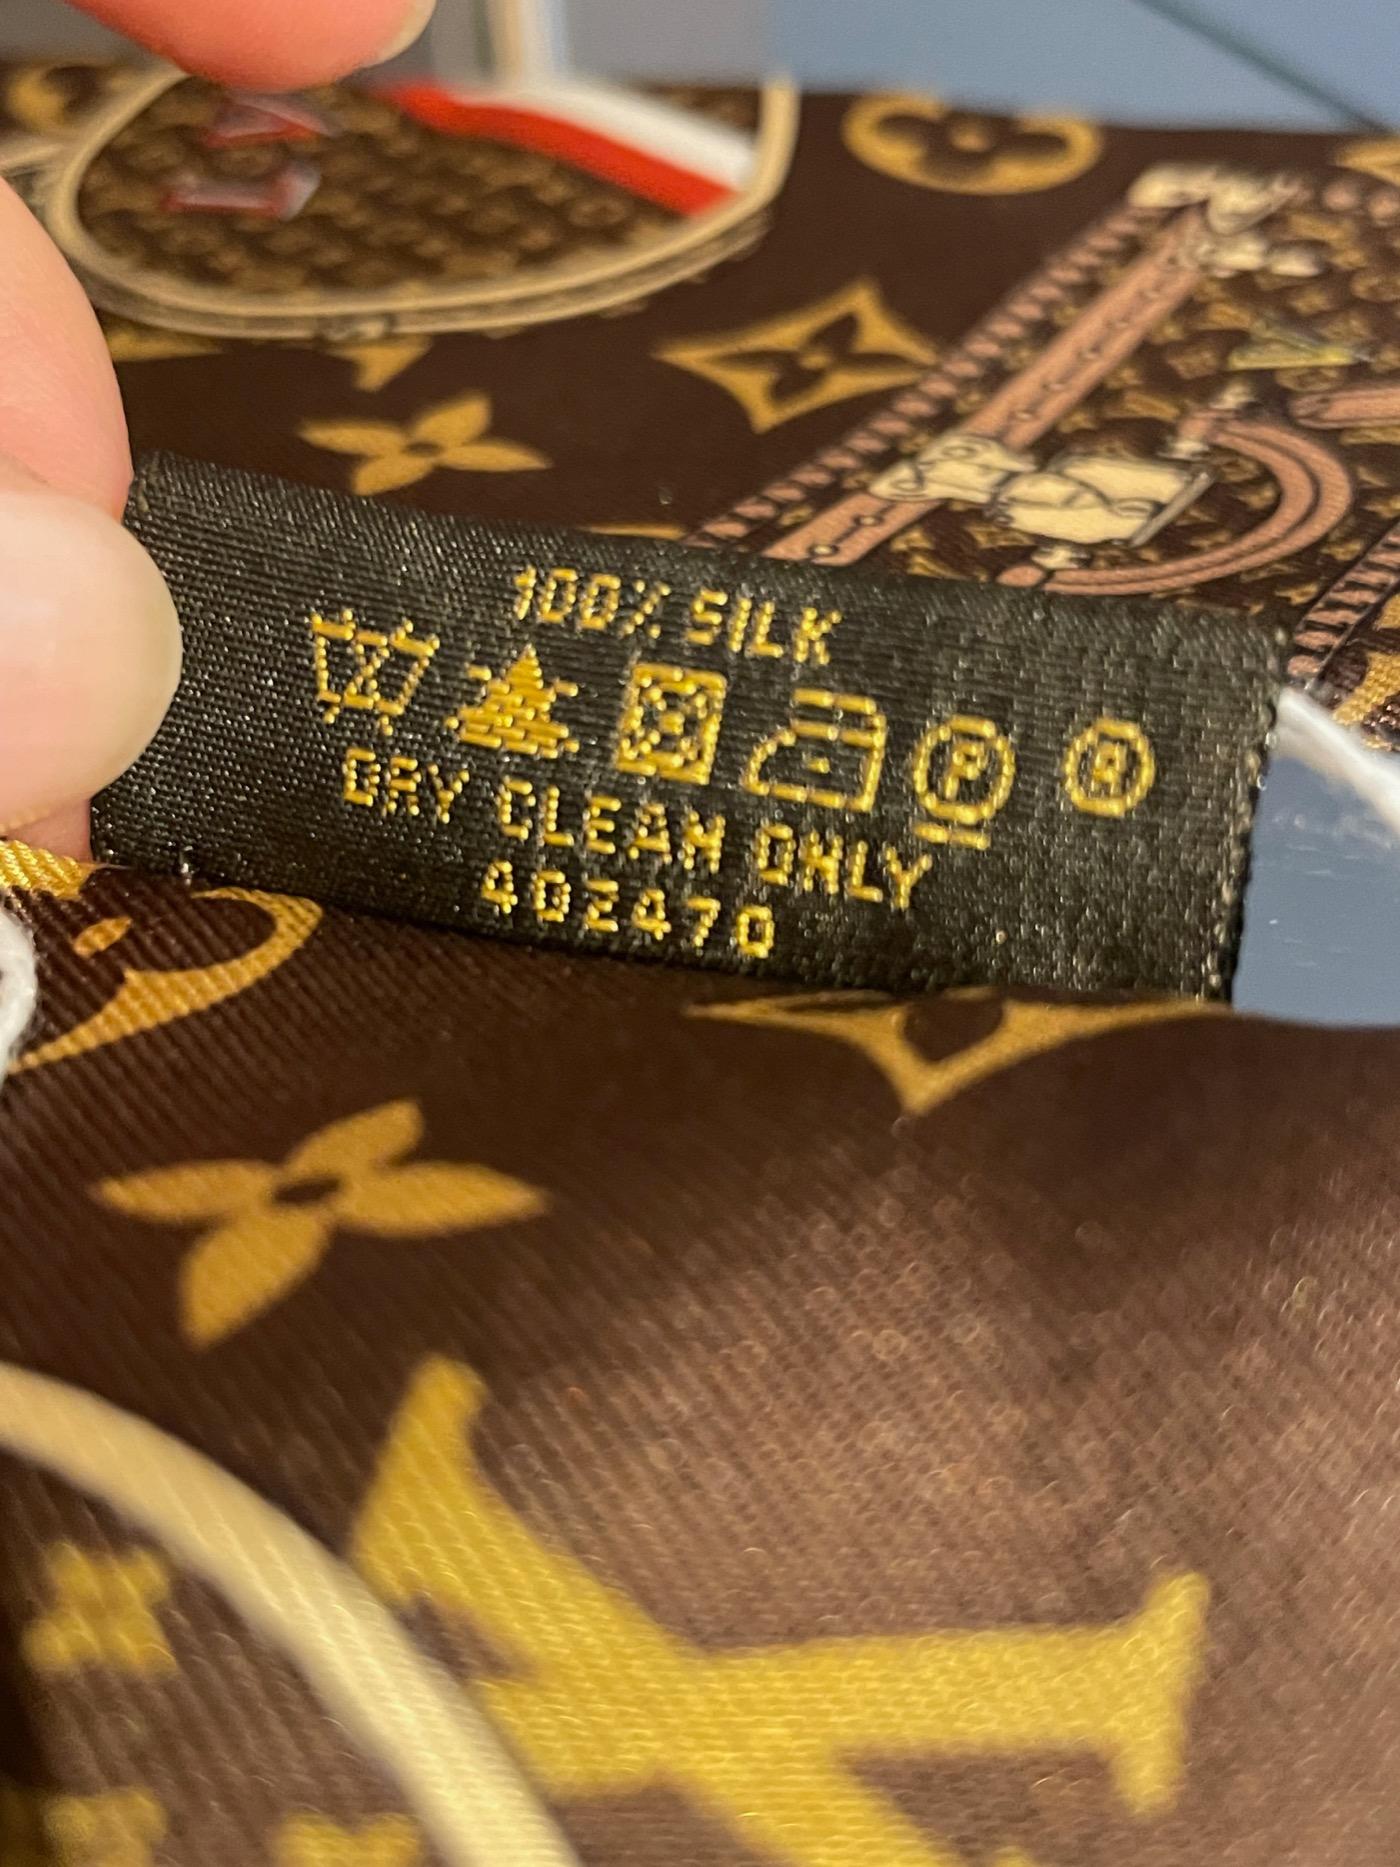 100% SILK
P R
DRY CLEAN ONLY
402470